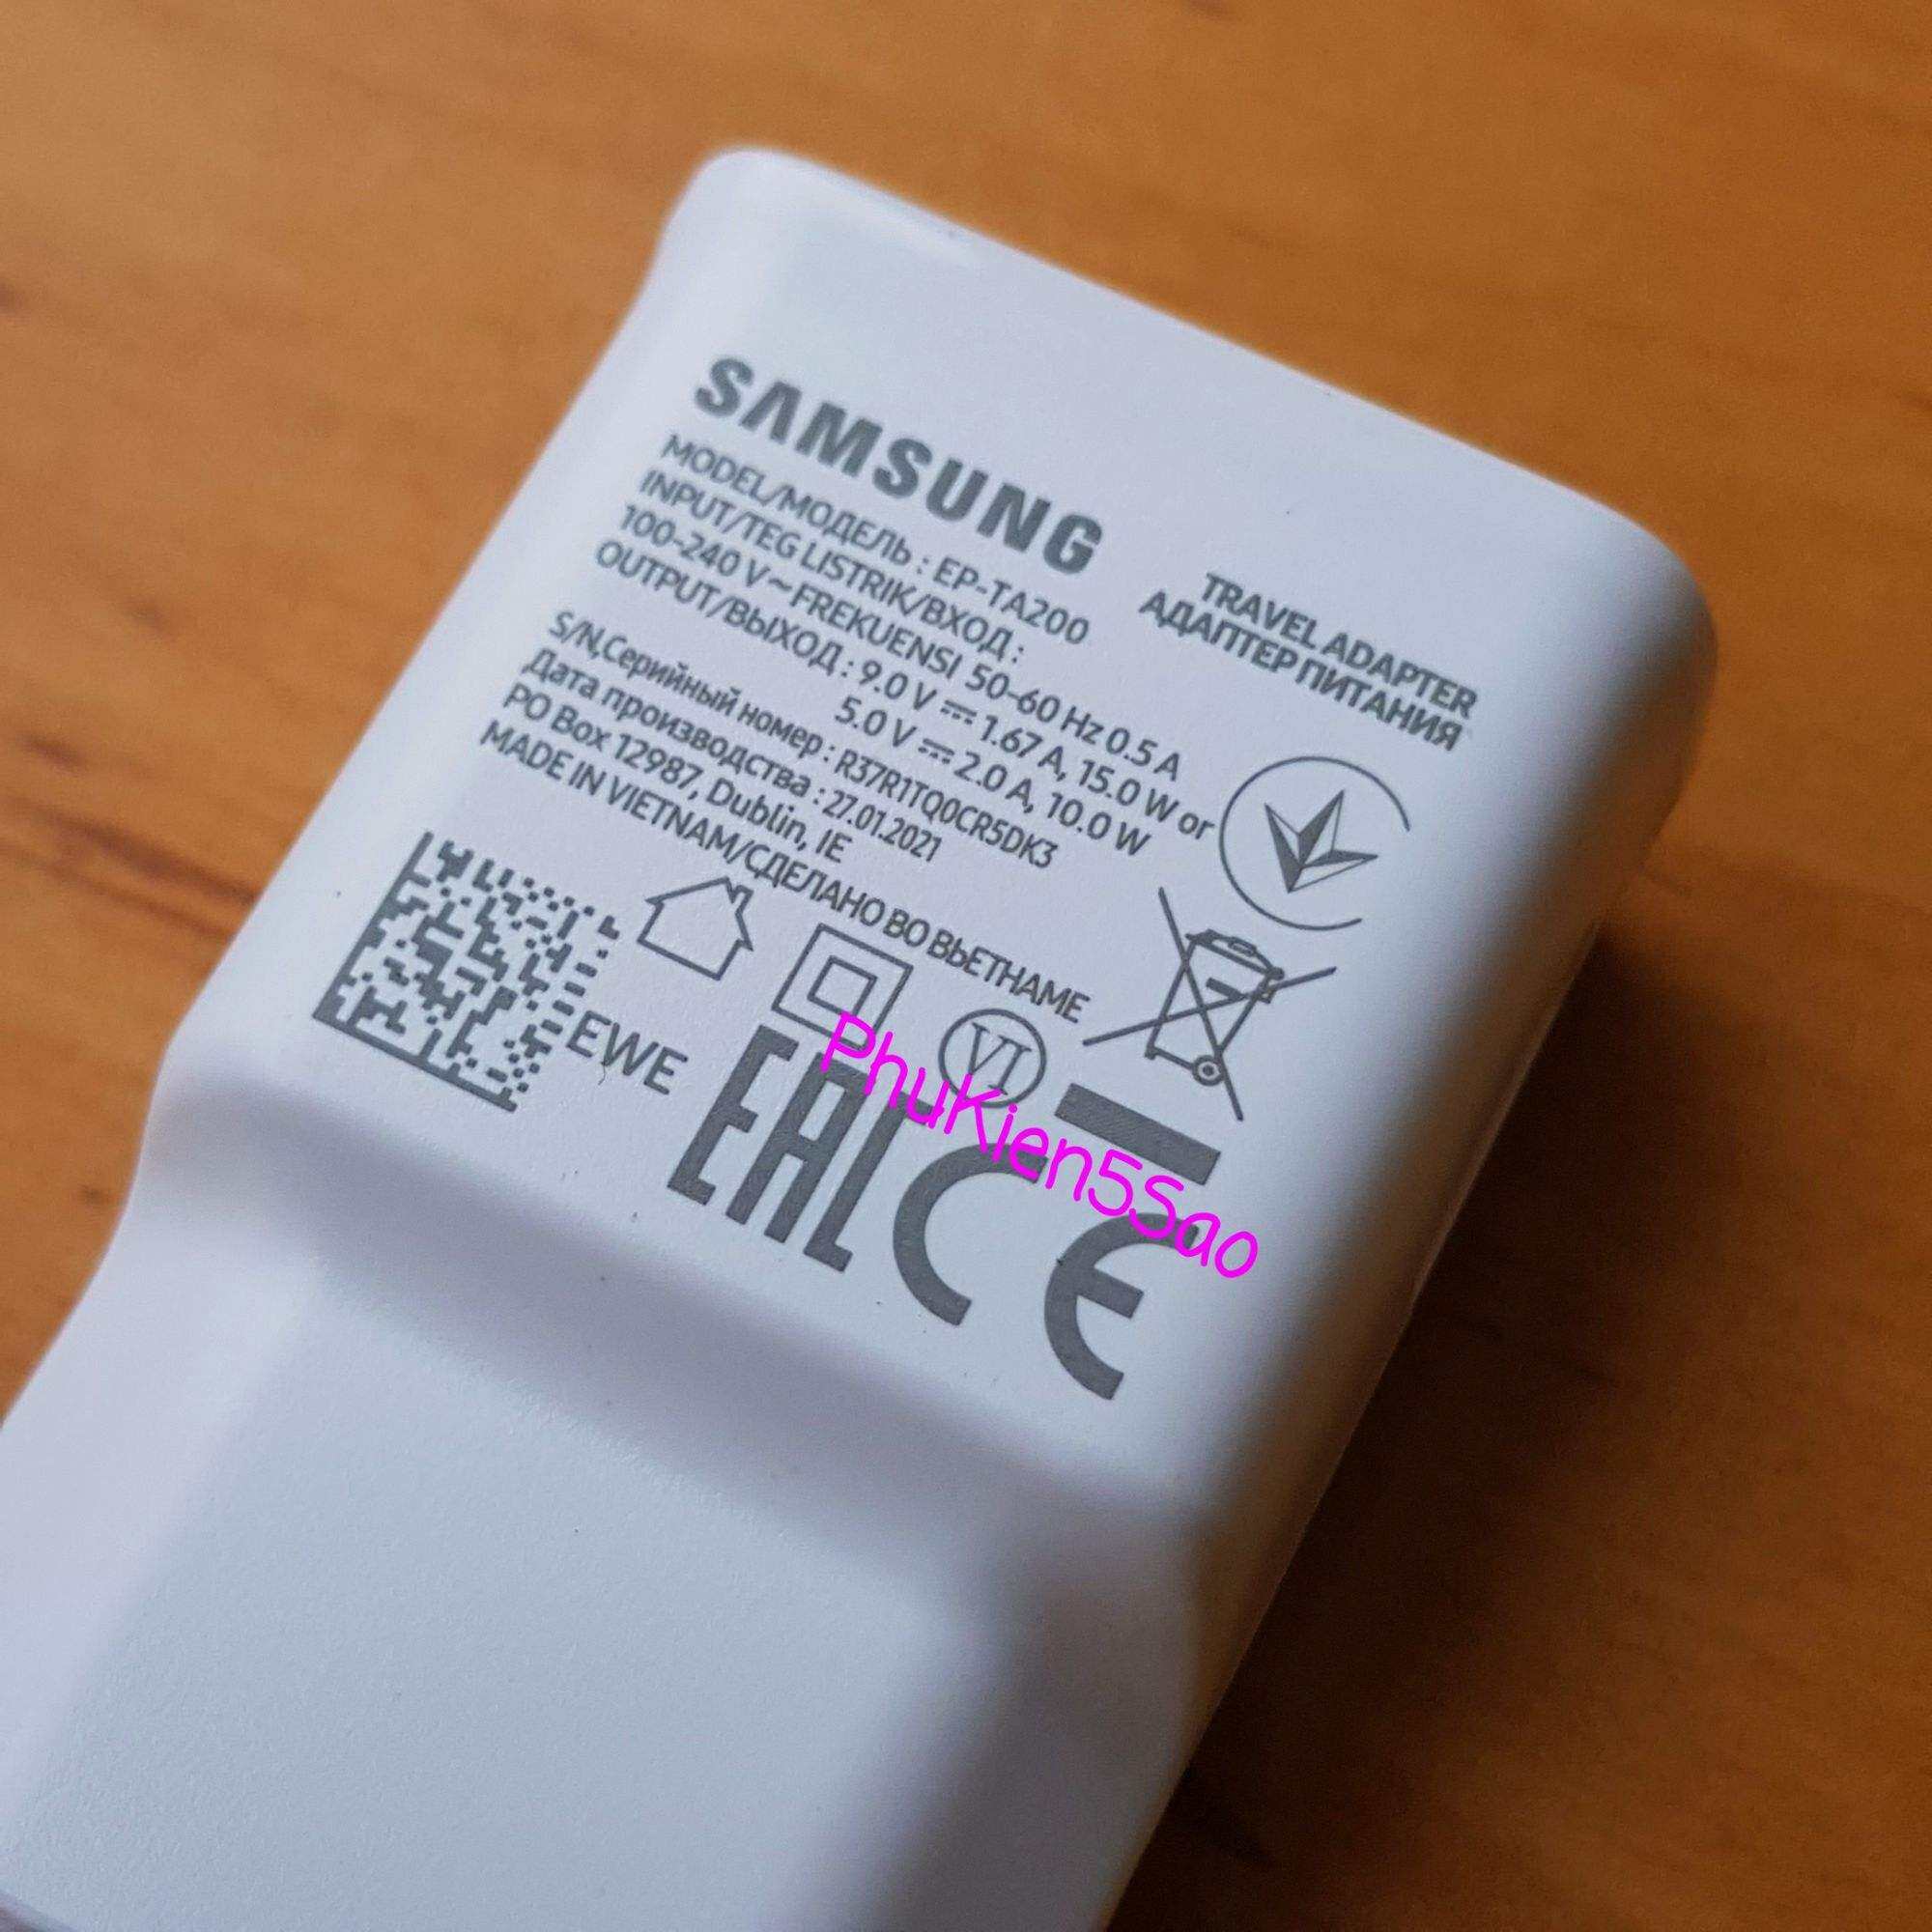 SAMSUNG
TRAVEL ADAPTER
АДАПТЕР ПИТАНИЯ
MODEL/МОДЕЛЬ : EP-TA200
INPUT/TEG LISTRIK/ВХОД :
100-240 V~FREKUENSI 50-60 Hz 0.5 A
OUTPUT/ВЫХОД : 9.0 V ⎓ 1.67 A, 15.0 W or
5.0 V ⎓ 2.0 A, 10.0 W
S/N,Серийный номер : R37R1TQ0CR5DK3
Дата производства : 27.01.2021
PO Box 12987, Dublin, IE
MADE IN VIETNAM/СДЕЛАНО ВО ВЬЕТНАМЕ
EWE
VI
EAC
CE
PhuKien5Sao